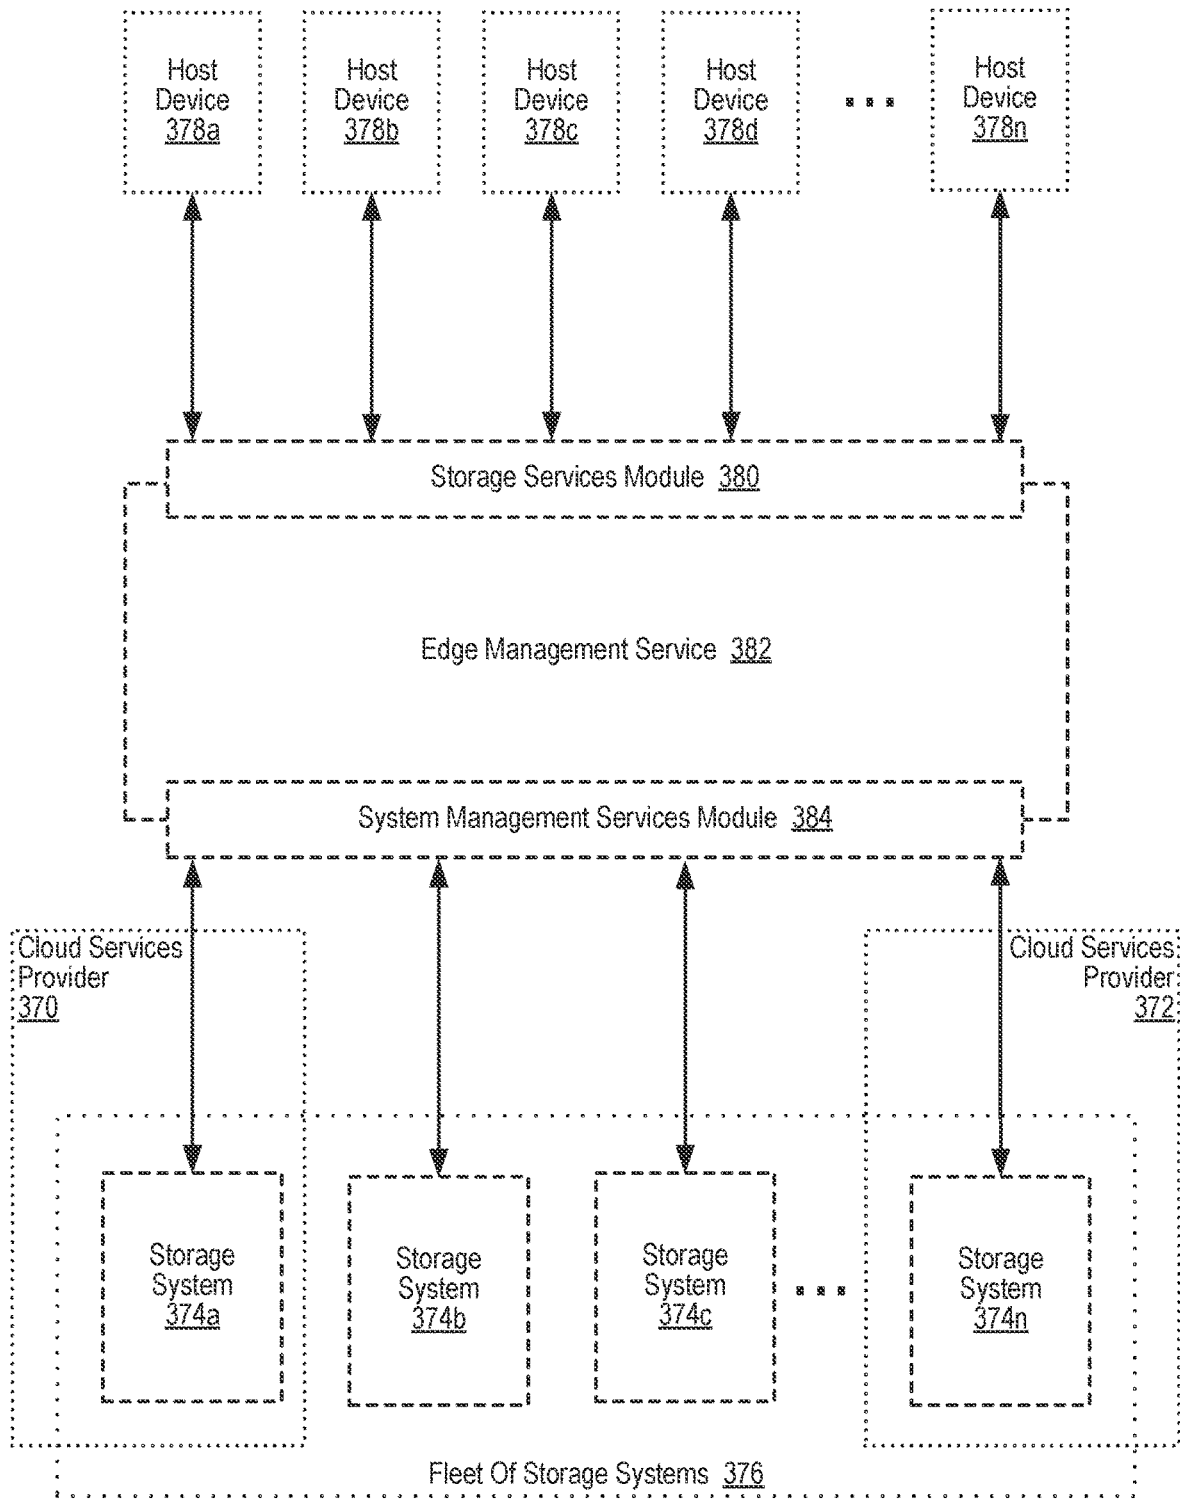 Host
Device
378a
Host
Device
378b
Host
Device
378c
Host
Device
378d
Host
Device
378n
Storage Services Module 380
Edge Management Service 382
System Management Services Module 384
Cloud Services
Provider
370
Cloud Services
Provider
372
Storage
System
374a
Storage
System
374b
Storage
System
374c
Storage
System
374n
Fleet Of Storage Systems 376